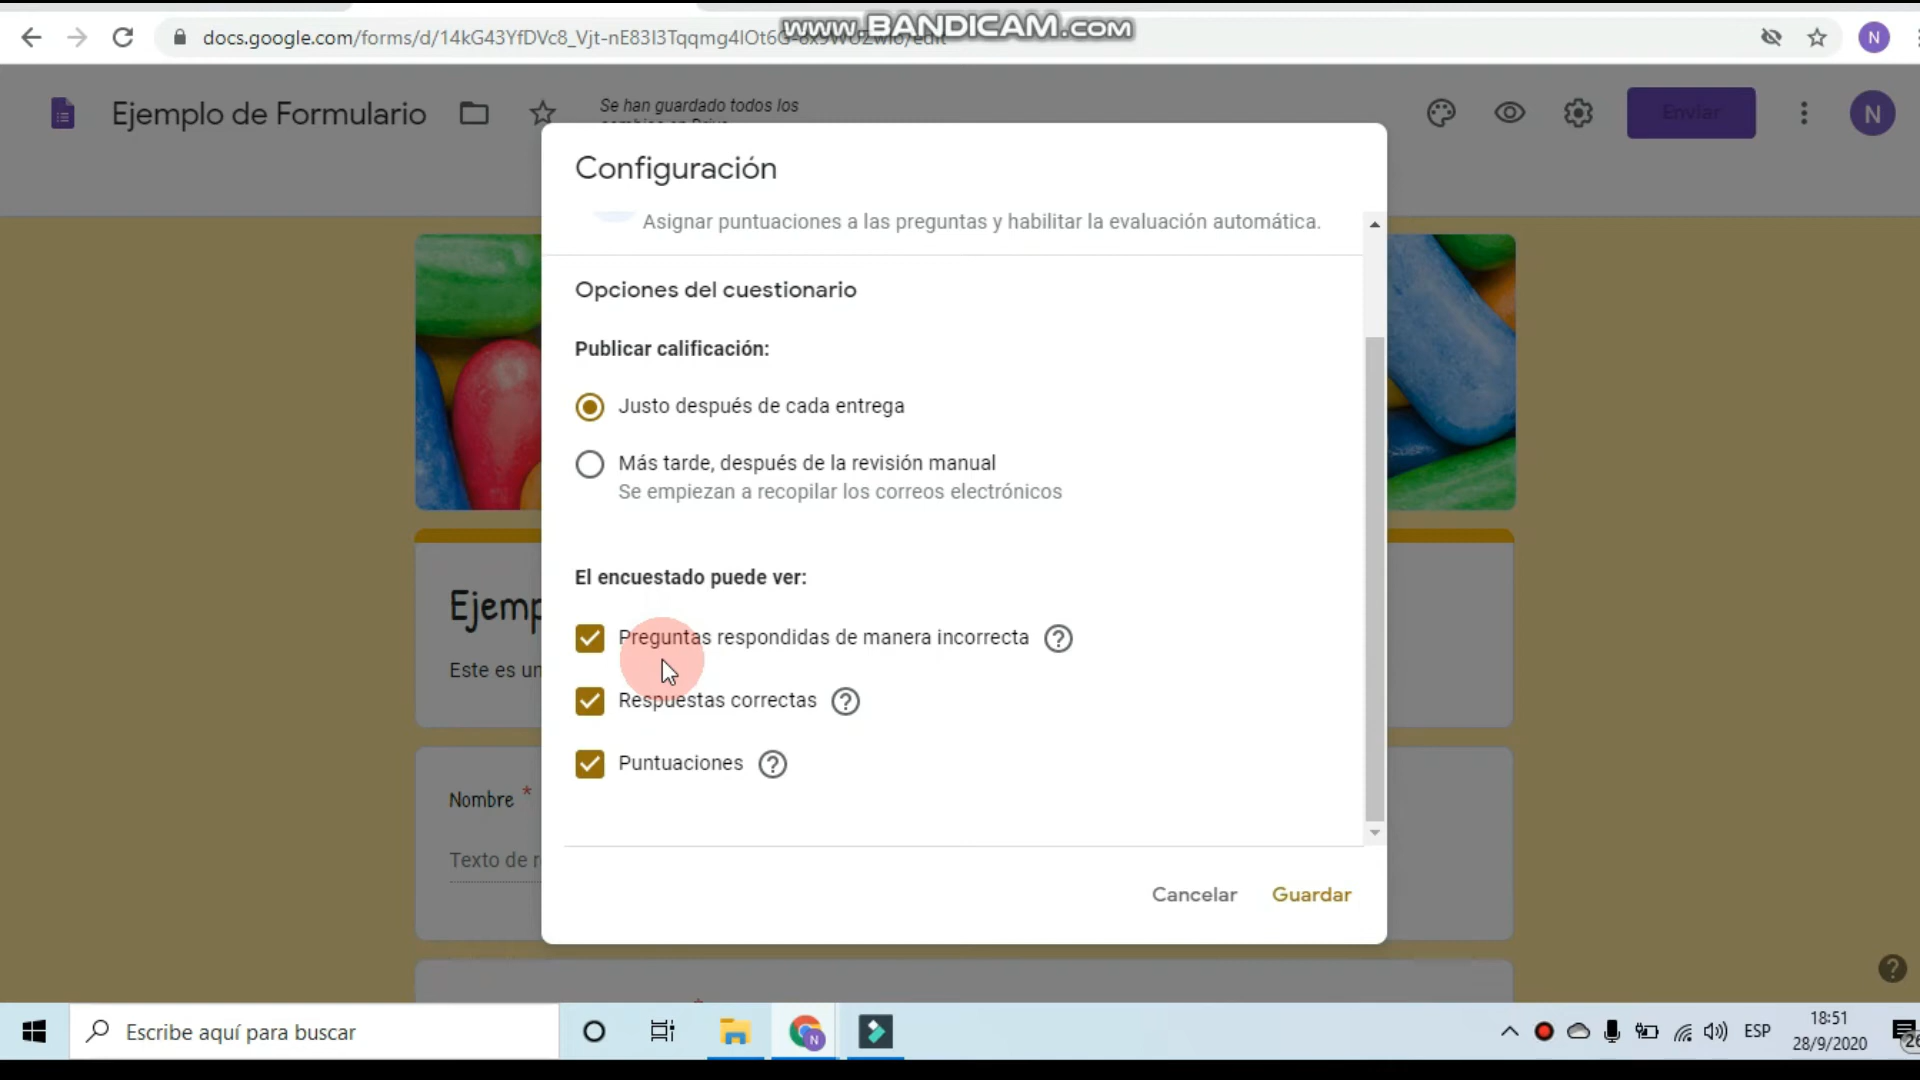 www.BANDICAM.com
docs.google.com/forms/d/14kG43YfDVc8_Vjt-nE83I3Tqqmg4IOt6G
N
Ejemplo de Formulario
Se han guardado todos los
Enviar
N
Configuración
Asignar puntuaciones a las preguntas y habilitar la evaluación automática.
Opciones del cuestionario
Publicar calificación:
Justo después de cada entrega
Más tarde, después de la revisión manual
Se empiezan a recopilar los correos electrónicos
El encuestado puede ver:
Preguntas respondidas de manera incorrecta
Respuestas correctas
Puntuaciones
Ejemp
Este es un
Nombre *
Texto de r
Cancelar
Guardar
Escribe aquí para buscar
N
ESP
18:51
28/9/2020
26